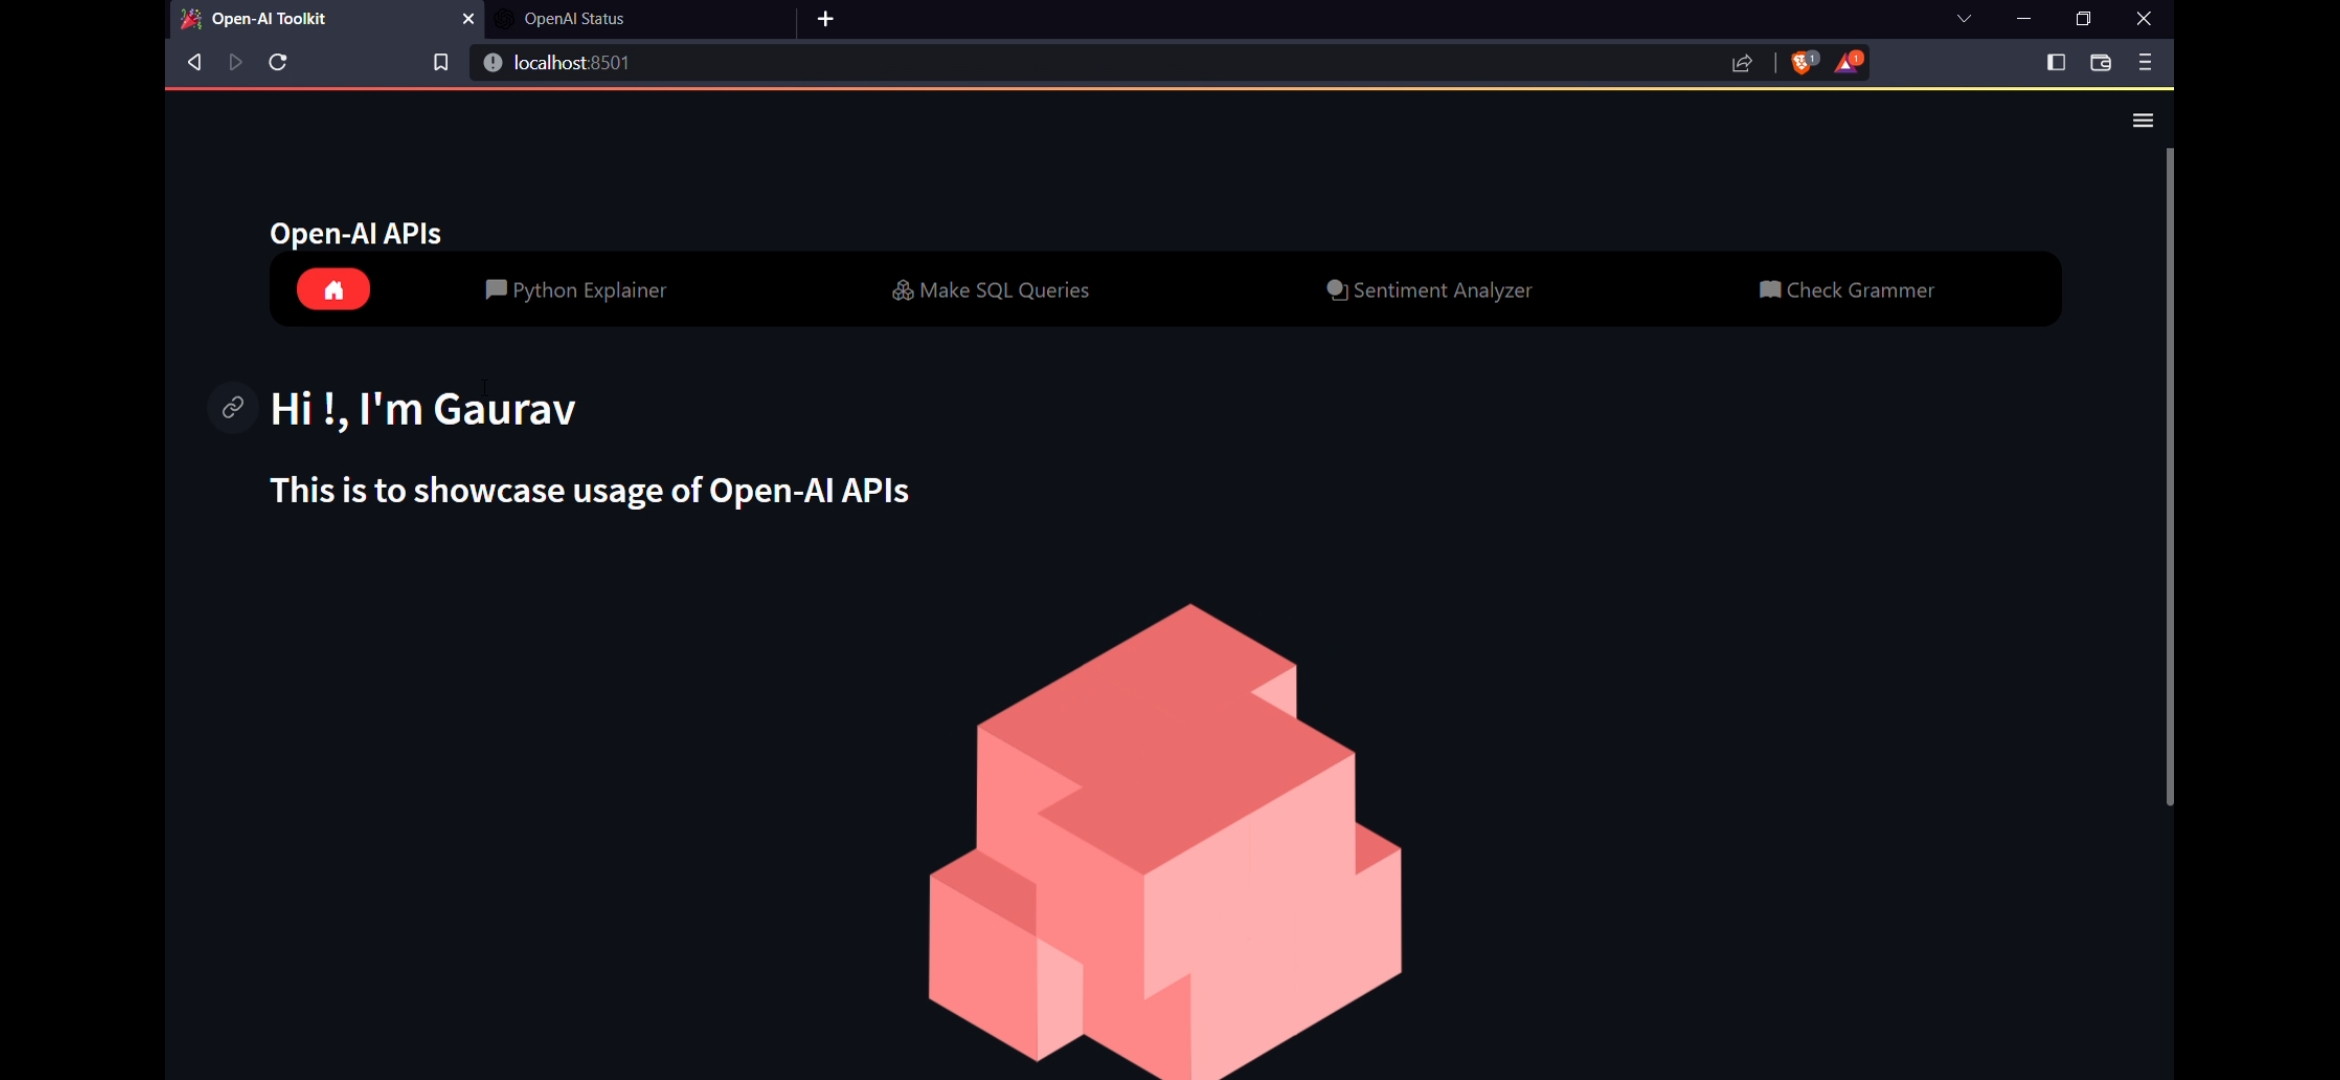 Open-AI Toolkit
OpenAI Status
localhost:8501
1
1
Open-AI APIs
Python Explainer
Make SQL Queries
Sentiment Analyzer
Check Grammer
Hi !, I'm Gaurav
This is to showcase usage of Open-AI APIs